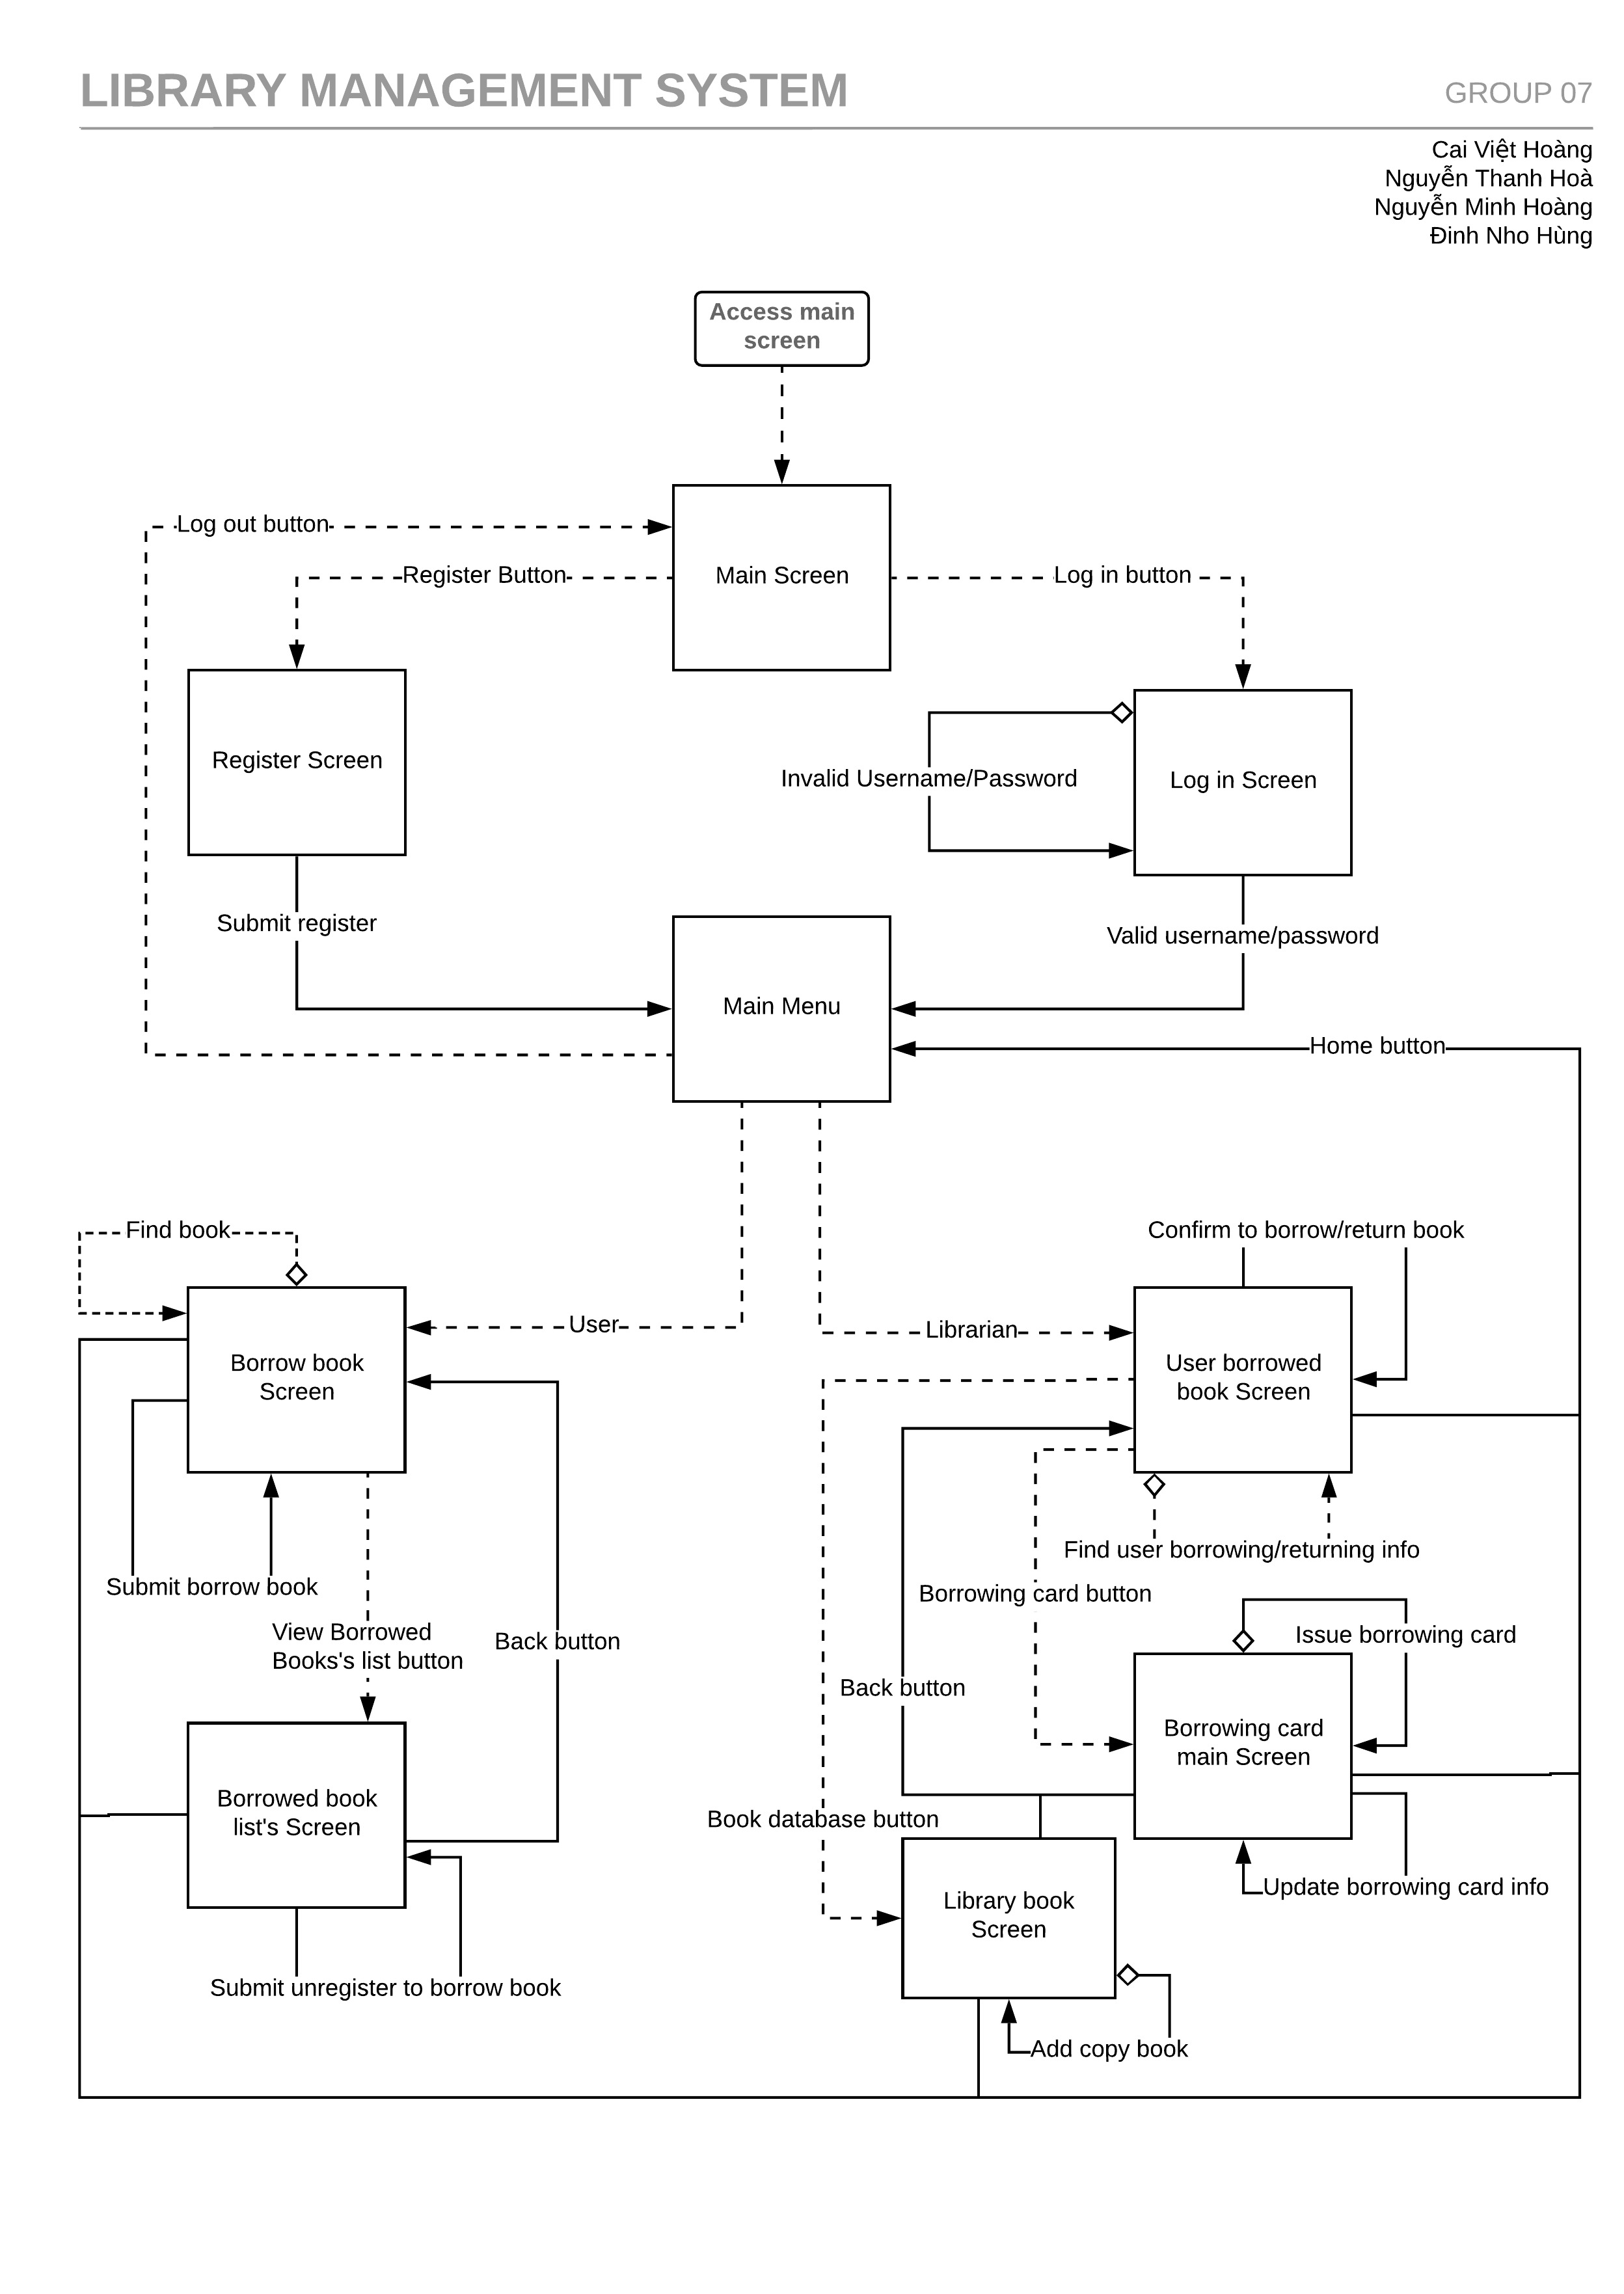 LIBRARY MANAGEMENT SYSTEM
GROUP 07
Cai Việt Hoàng
Nguyễn Thanh Hoà
Nguyễn Minh Hoàng
Đinh Nho Hùng
Access main
screen
Log out button
Register Button
Main Screen
Log in button
Register Screen
Invalid Username/Password
Log in Screen
Submit register
Valid username/password
Main Menu
Home button
Find book
Confirm to borrow/return book
User
Librarian
Borrow book
Screen
User borrowed
book Screen
Find user borrowing/returning info
Submit borrow book
Borrowing card button
View Borrowed
Books's list button
Back button
Issue borrowing card
Back button
Borrowing card
main Screen
Borrowed book
list's Screen
Book database button
Update borrowing card info
Library book
Screen
Submit unregister to borrow book
Add copy book